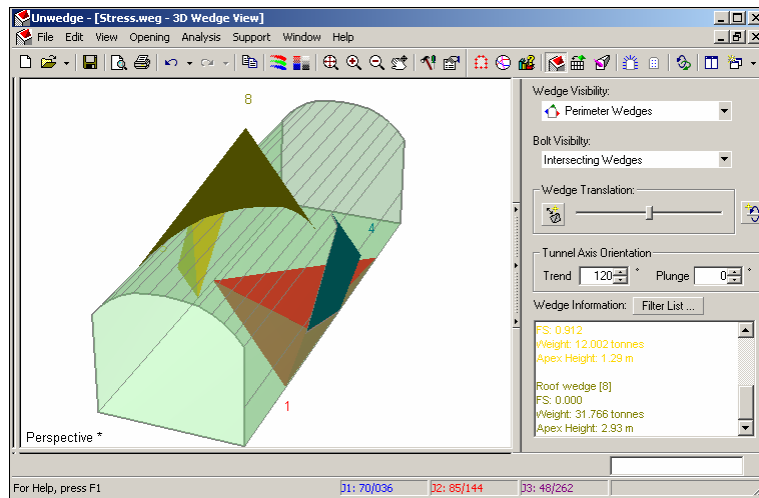 Unwedge - [Stress.weg - 3D Wedge View]
File Edit View Opening Analysis Support Window Help
8
4
1
Perspective *
Wedge Visibility:
Perimeter Wedges
Bolt Visibilty:
Intersecting Wedges
Wedge Translation:
Tunnel Axis Orientation
Trend 120 ° Plunge 0 °
Wedge Information: Filter List ...
FS: 0.912
Weight: 12.002 tonnes
Apex Height: 1.29 m
Roof wedge [8]
FS: 0.000
Weight: 31.766 tonnes
Apex Height: 2.93 m
For Help, press F1 J1: 70/036 J2: 85/144 J3: 48/262